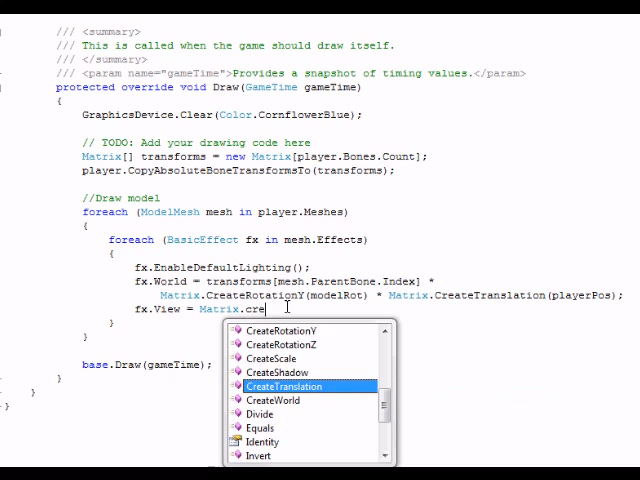 /// <summary>
/// This is called when the game should draw itself.
/// </summary>
/// <param name="gameTime">Provides a snapshot of timing values.</param>
protected override void Draw(GameTime gameTime)
{
GraphicsDevice.Clear(Color.CornflowerBlue);
// TODO: Add your drawing code here
Matrix[] transforms = new Matrix[player.Bones.Count];
player.CopyAbsoluteBoneTransformsTo(transforms);
//Draw model
foreach (ModelMesh mesh in player.Meshes)
{
foreach (BasicEffect fx in mesh.Effects)
{
fx.EnableDefaultLighting();
fx.World = transforms[mesh.ParentBone.Index] *
Matrix.CreateRotationY(modelRot) * Matrix.CreateTranslation(playerPos);
fx.View = Matrix.cre
}
}
base.Draw(gameTime);
}
}
}
CreateRotationY
CreateRotationZ
CreateScale
CreateShadow
CreateTranslation
CreateWorld
Divide
Equals
Identity
Invert